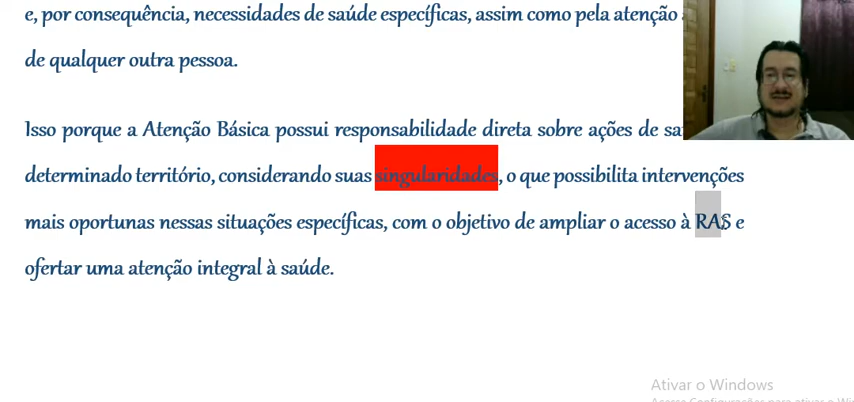 e, por consequência, necessidades de saúde específicas, assim como pela atenção
de qualquer outra pessoa.
Isso porque a Atenção Básica possui responsabilidade direta sobre ações de
determinado território, considerando suas singularidades, o que possibilita intervenções
mais oportunas nessas situações específicas, com o objetivo de ampliar o acesso à RAS e
ofertar uma atenção integral à saúde.
Ativar o Windows